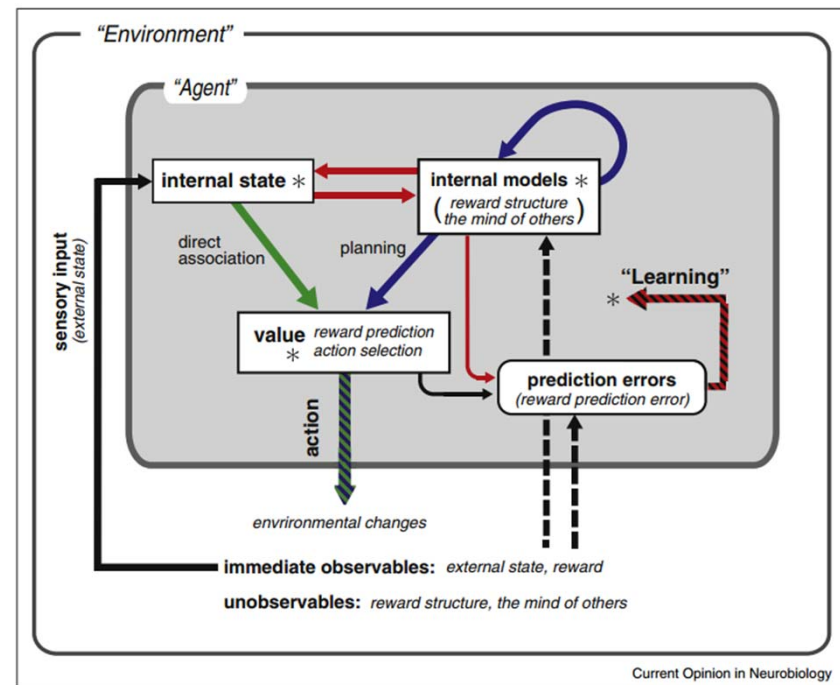 "Environment"
"Agent"
internal state *
internal models *
( reward structure
the mind of others )
direct
association
planning
sensory input
(external state)
"Learning"
*
value reward prediction
* action selection
prediction errors
(reward prediction error)
action
envrironmental changes
immediate observables: external state, reward
unobservables: reward structure, the mind of others
Current Opinion in Neurobiology